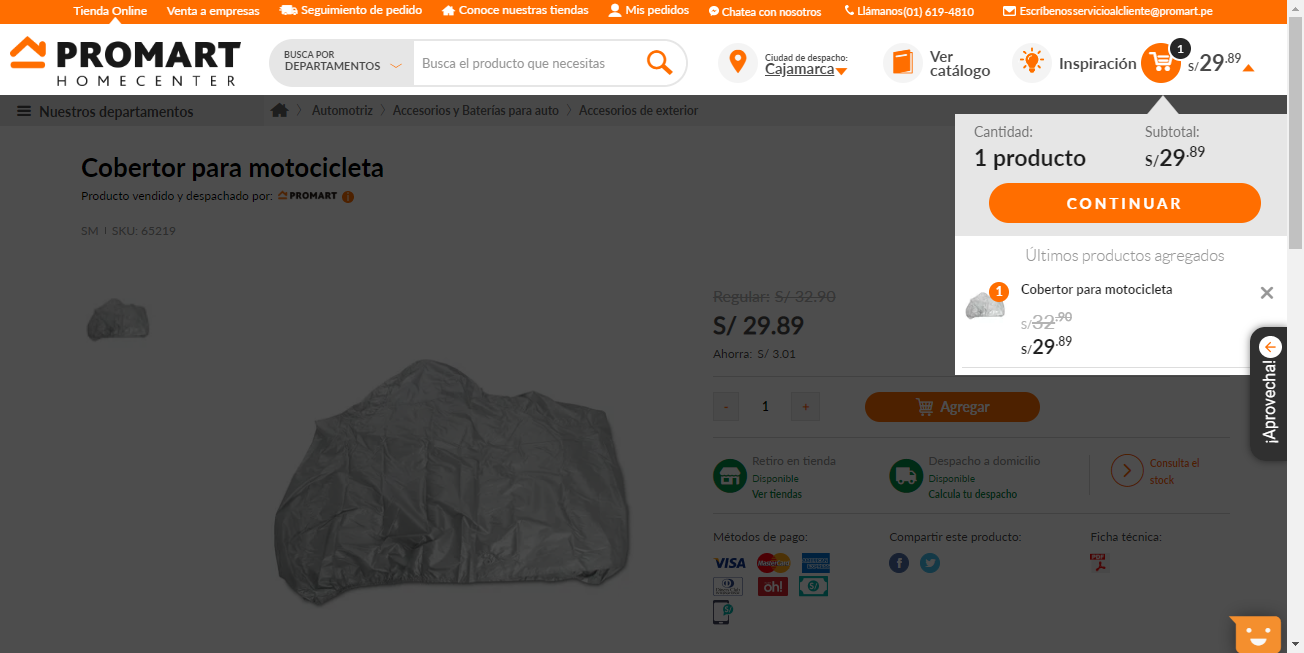 Tienda Online Venta a empresas Seguimiento de pedido Conoce nuestras tiendas Mis pedidos Chatea con nosotros Llámanos(01) 619-4810 Escríbenosservicioalcliente@promart.pe
PROMART
HOMECENTER
BUSCA POR
DEPARTAMENTOS
Busca el producto que necesitas
Ciudad de despacho:
Cajamarca
Ver
catálogo
Inspiración
1
S/29.89
Nuestros departamentos
Automotriz
Accesorios y Baterías para auto
Accesorios de exterior
Cantidad:
Subtotal:
1 producto
S/29.89
CONTINUAR
Últimos productos agregados
1
Cobertor para motocicleta
S/32.90
S/29.89
¡Aprovecha!
Cobertor para motocicleta
Producto vendido y despachado por: PROMART i
SM | SKU: 65219
Regular: S/ 32.90
S/ 29.89
Ahorra: S/ 3.01
- 1 +
Agregar
Retiro en tienda
Disponible
Ver tiendas
Despacho a domicilio
Disponible
Calcula tu despacho
Consulta el
stock
Métodos de pago:
Compartir este producto:
Ficha técnica:
VISA
MasterCard
oh!
PDF